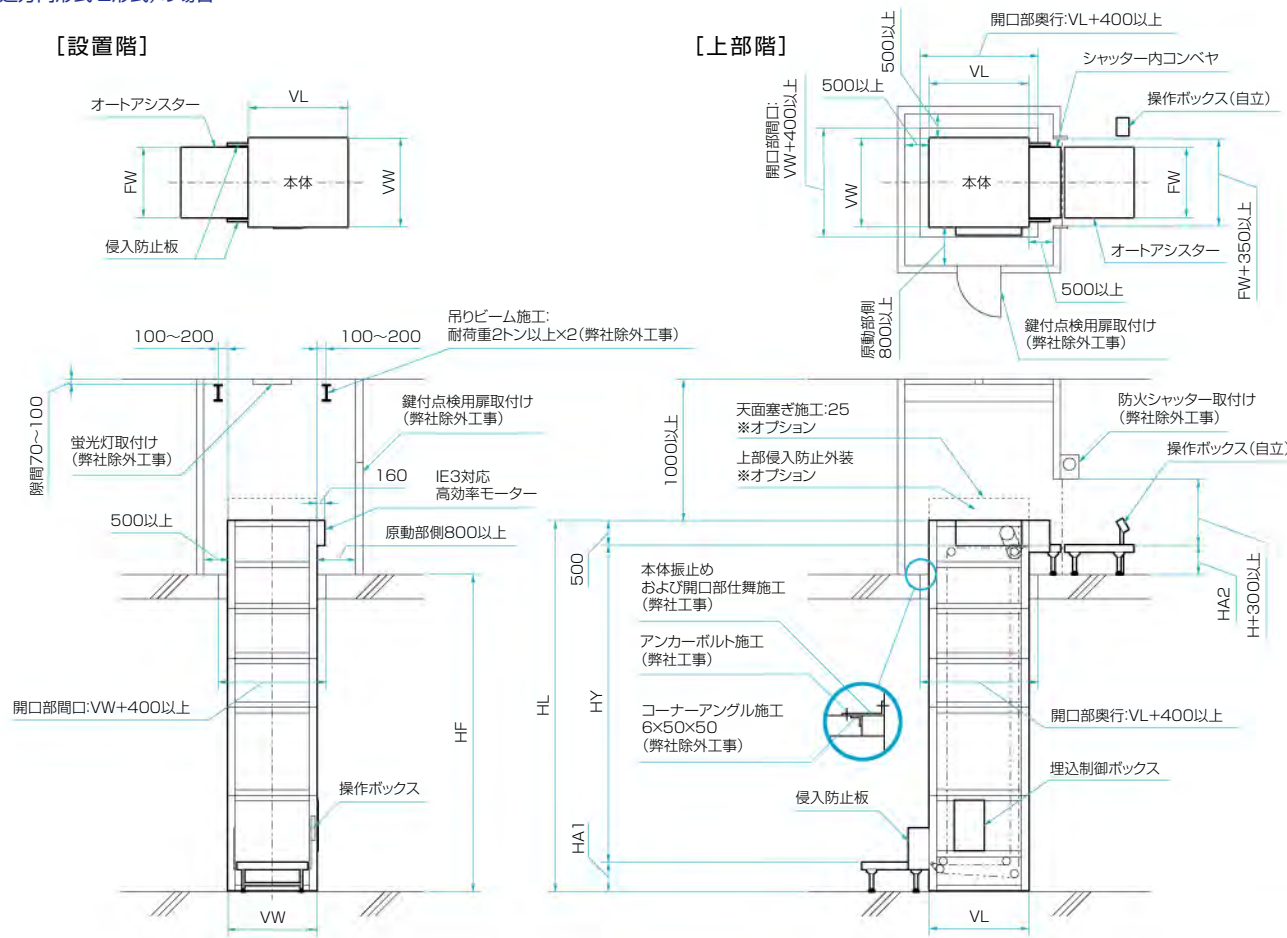 [設置階]
オートアシスター
VL
FW
本体
VW
侵入防止板
[上部階]
開口部奥行:VL+400以上
500以上
VL
シャッター内コンベヤ
500以上
操作ボックス(自立)
開口部間口:
VW+400以上
VW
本体
FW
オートアシスター
FW+350以上
500以上
原動部側
800以上
鍵付点検用扉取付け
(弊社除外工事)
吊りビーム施工:
耐荷重2トン以上×2(弊社除外工事)
100~200
100~200
隙間70~100
蛍光灯取付け
(弊社除外工事)
鍵付点検用扉取付け
(弊社除外工事)
160
IE3対応
高効率モーター
500以上
原動部側800以上
開口部間口:VW+400以上
HF
操作ボックス
VW
1000以上
天面塞ぎ施工:25
※オプション
上部侵入防止外装
※オプション
防火シャッター取付け
(弊社除外工事)
操作ボックス(自立)
500
本体振止め
および開口部仕舞施工
(弊社工事)
アンカーボルト施工
(弊社工事)
コーナーアングル施工
6×50×50
(弊社除外工事)
HA2
H+300以上
HL
HY
開口部奥行:VL+400以上
埋込制御ボックス
侵入防止板
HA1
VL